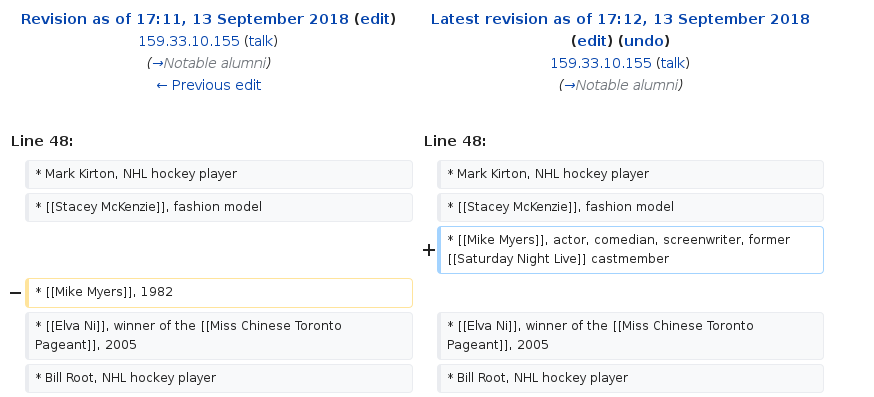 Revision as of 17:11, 13 September 2018 (edit)
159.33.10.155 (talk)
(→Notable alumni)
← Previous edit
Latest revision as of 17:12, 13 September 2018
(edit) (undo)
159.33.10.155 (talk)
(→Notable alumni)
Line 48:
Line 48:
* Mark Kirton, NHL hockey player
* Mark Kirton, NHL hockey player
* [[Stacey McKenzie]], fashion model
* [[Stacey McKenzie]], fashion model
+ * [[Mike Myers]], actor, comedian, screenwriter, former
[[Saturday Night Live]] castmember
− * [[Mike Myers]], 1982
* [[Elva Ni]], winner of the [[Miss Chinese Toronto
Pageant]], 2005
* [[Elva Ni]], winner of the [[Miss Chinese Toronto
Pageant]], 2005
* Bill Root, NHL hockey player
* Bill Root, NHL hockey player